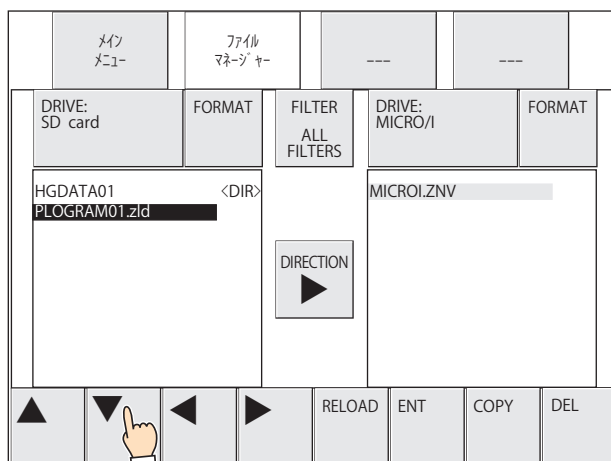 メイン
メニュー
ファイル
マネージャー
---
---
DRIVE:
SD card
FORMAT
FILTER
ALL
FILTERS
DRIVE:
MICRO/I
FORMAT
HGDATA01 <DIR>
PLOGRAM01.zld
MICROI.ZNV
DIRECTION
RELOAD
ENT
COPY
DEL